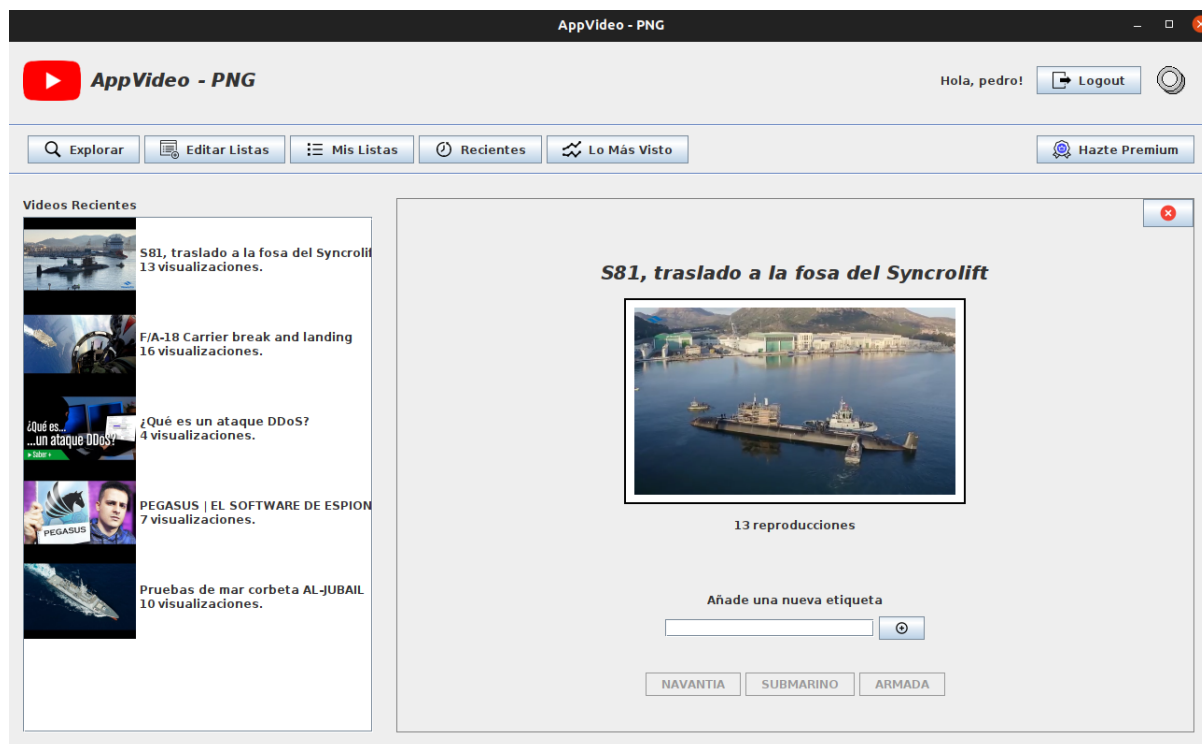 AppVideo - PNG
AppVideo - PNG
Hola, pedro!
Logout
Explorar
Editar Listas
Mis Listas
Recientes
Lo Más Visto
Hazte Premium
Videos Recientes
S81, traslado a la fosa del Syncrolif
13 visualizaciones.
F/A-18 Carrier break and landing
16 visualizaciones.
¿Qué es...
...un ataque DDoS?
Saber +
¿Qué es un ataque DDoS?
4 visualizaciones.
PEGASUS
PEGASUS | EL SOFTWARE DE ESPION
7 visualizaciones.
Pruebas de mar corbeta AL-JUBAIL
10 visualizaciones.
S81, traslado a la fosa del Syncrolift
13 reproducciones
Añade una nueva etiqueta
NAVANTIA
SUBMARINO
ARMADA